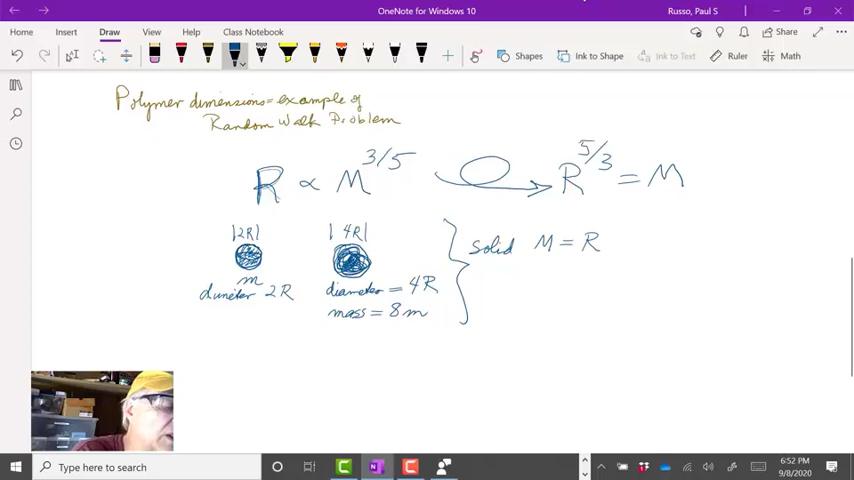 OneNote for Windows 10
Russo, Paul S
Home Insert Draw View Help Class Notebook Share
Shapes Ink to Shape Ink to Text Ruler Math
Polymer dimensions = example of
Random Walk Problem
R ∝ M^3/5 R^5/3 = M
|2R| |4R|
solid M = R
m
diameter 2R diameter = 4R
mass = 8m
Type here to search
6:52 PM
9/8/2020